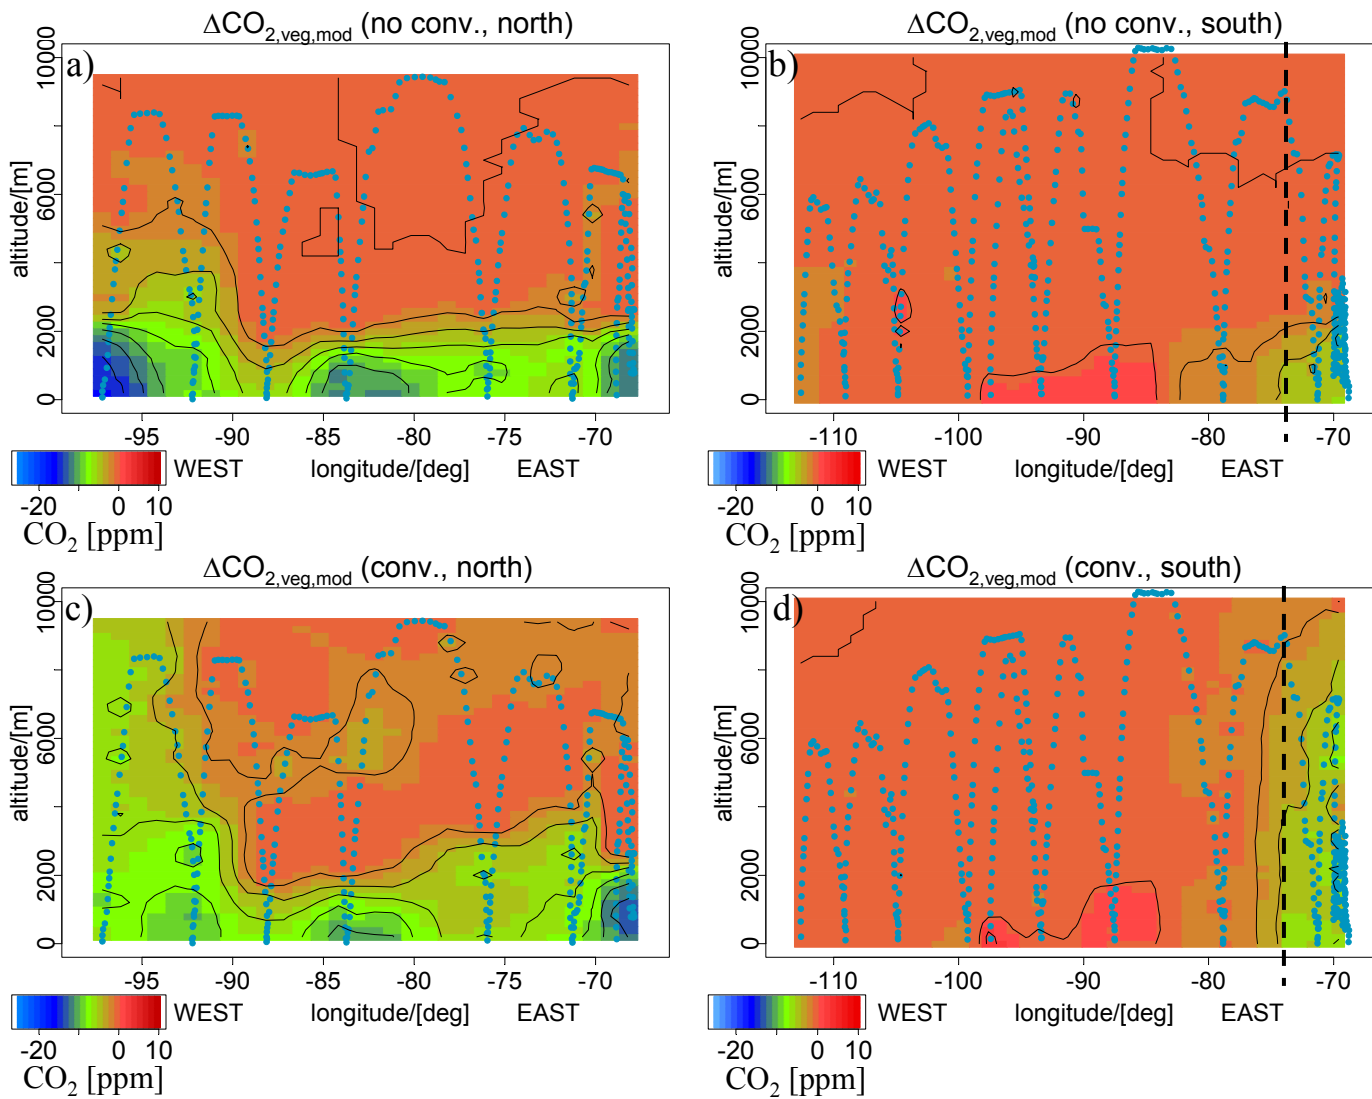 ΔCO2,veg,mod (no conv., north)
a)
10000
6000
2000
0
altitude/[m]
-95 -90 -85 -80 -75 -70
WEST longitude/[deg] EAST
-20 0 10
CO2 [ppm]
ΔCO2,veg,mod (no conv., south)
b)
10000
6000
2000
0
altitude/[m]
-110 -100 -90 -80 -70
WEST longitude/[deg] EAST
-20 0 10
CO2 [ppm]
ΔCO2,veg,mod (conv., north)
c)
10000
6000
2000
0
altitude/[m]
-95 -90 -85 -80 -75 -70
WEST longitude/[deg] EAST
-20 0 10
CO2 [ppm]
ΔCO2,veg,mod (conv., south)
d)
10000
6000
2000
0
altitude/[m]
-110 -100 -90 -80 -70
WEST longitude/[deg] EAST
-20 0 10
CO2 [ppm]